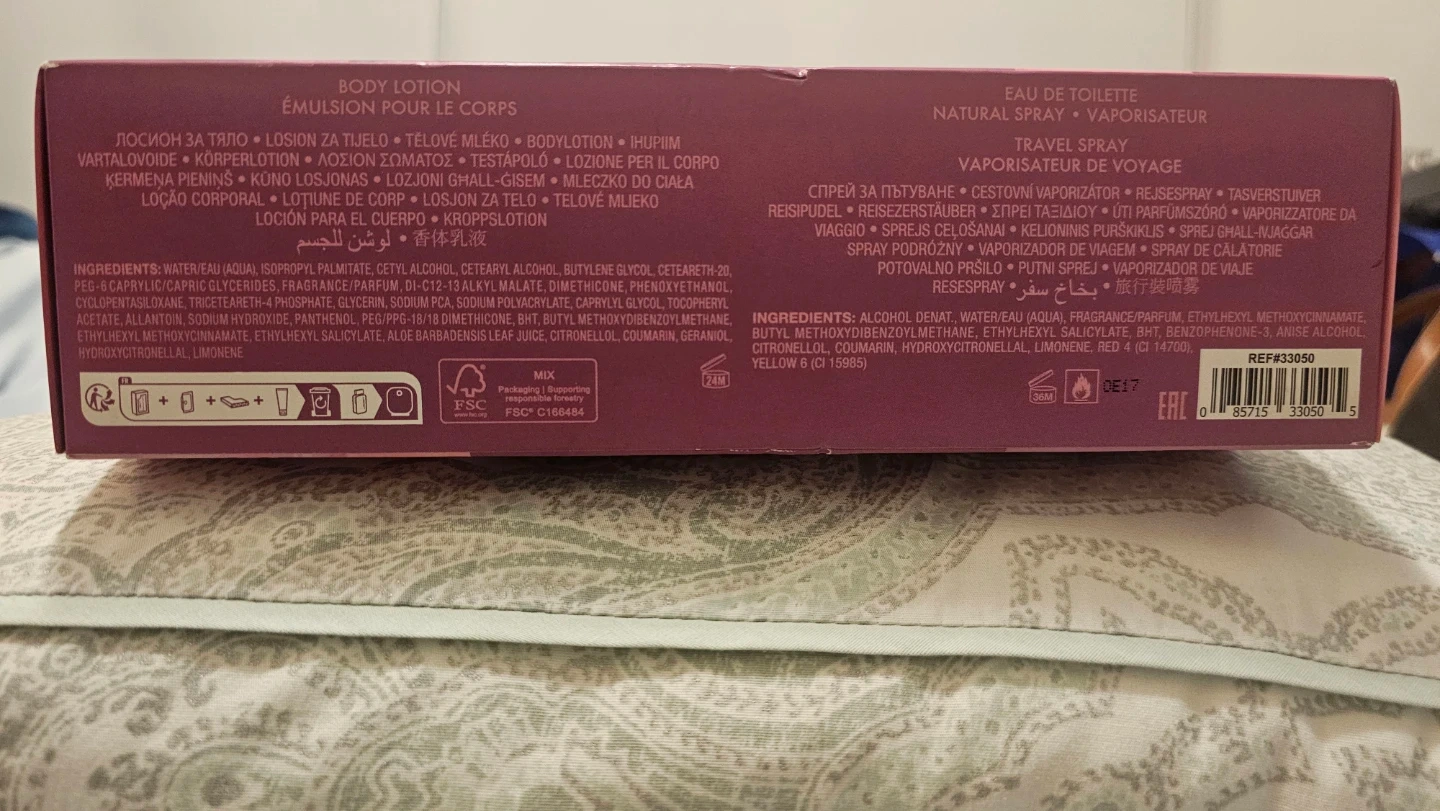 BODY LOTION
ÉMULSION POUR LE CORPS
ЛОСИОН ЗА ТЯЛО • LOSION ZA TIJELO • TĚLOVÉ MLÉKO • BODYLOTION • IHUPIIM
VARTALOVOIDE • KÖRPERLOTION • ΛΟΣΙΟΝ ΣΩΜΑΤΟΣ • TESTÁPOLÓ • LOZIONE PER IL CORPO
ĶERMEŅA PIENIŅŠ • KŪNO LOSJONAS • LOZJONI GĦALL-ĠISEM • MLECZKO DO CIAŁA
LOÇÃO CORPORAL • LOȚIUNE DE CORP • LOSJON ZA TELO • TELOVÉ MLIEKO
LOCIÓN PARA EL CUERPO • KROPPSLOTION
لوشن للجسم • 香体乳液
INGREDIENTS: WATER/EAU (AQUA), ISOPROPYL PALMITATE, CETYL ALCOHOL, CETEARYL ALCOHOL, BUTYLENE GLYCOL, CETEARETH-20,
PEG-6 CAPRYLIC/CAPRIC GLYCERIDES, FRAGRANCE/PARFUM, DI-C12-13 ALKYL MALATE, DIMETHICONE, PHENOXYETHANOL,
CYCLOPENTASILOXANE, TRICETEARETH-4 PHOSPHATE, GLYCERIN, SODIUM PCA, SODIUM POLYACRYLATE, CAPRYLYL GLYCOL, TOCOPHERYL
ACETATE, ALLANTOIN, SODIUM HYDROXIDE, PANTHENOL, PEG/PPG-18/18 DIMETHICONE, BHT, BUTYL METHOXYDIBENZOYLMETHANE,
ETHYLHEXYL METHOXYCINNAMATE, ETHYLHEXYL SALICYLATE, ALOE BARBADENSIS LEAF JUICE, CITRONELLOL, COUMARIN, GERANIOL,
HYDROXYCITRONELLAL, LIMONENE
FR
FSC
www.fsc.org
MIX
Packaging | Supporting
responsible forestry
FSC® C166484
24M
EAU DE TOILETTE
NATURAL SPRAY • VAPORISATEUR
TRAVEL SPRAY
VAPORISATEUR DE VOYAGE
СПРЕЙ ЗА ПЪТУВАНЕ • CESTOVNÍ VAPORIZÁTOR • REJSESPRAY • TASVERSTUIVER
REISIPUDEL • REISEZERSTÄUBER • ΣΠΡΕΙ ΤΑΞΙΔΙΟΥ • ÚTI PARFÜMSZÓRÓ • VAPORIZZATORE DA
VIAGGIO • SPREJS CEĻOŠANAI • KELIONINIS PURŠKIKLIS • SPREJ GĦALL-IVJAĠĠAR
SPRAY PODRÓŻNY • VAPORIZADOR DE VIAGEM • SPRAY DE CĂLĂTORIE
POTOVALNO PRŠILO • PUTNI SPREJ • VAPORIZADOR DE VIAJE
RESESPRAY • بخاخ سفر • 旅行裝噴雾
INGREDIENTS: ALCOHOL DENAT., WATER/EAU (AQUA), FRAGRANCE/PARFUM, ETHYLHEXYL METHOXYCINNAMATE,
BUTYL METHOXYDIBENZOYLMETHANE, ETHYLHEXYL SALICYLATE, BHT, BENZOPHENONE-3, ANISE ALCOHOL,
CITRONELLOL, COUMARIN, HYDROXYCITRONELLAL, LIMONENE, RED 4 (CI 14700),
YELLOW 6 (CI 15985)
36M
0E17
EAC
REF#33050
0 85715 33050 5